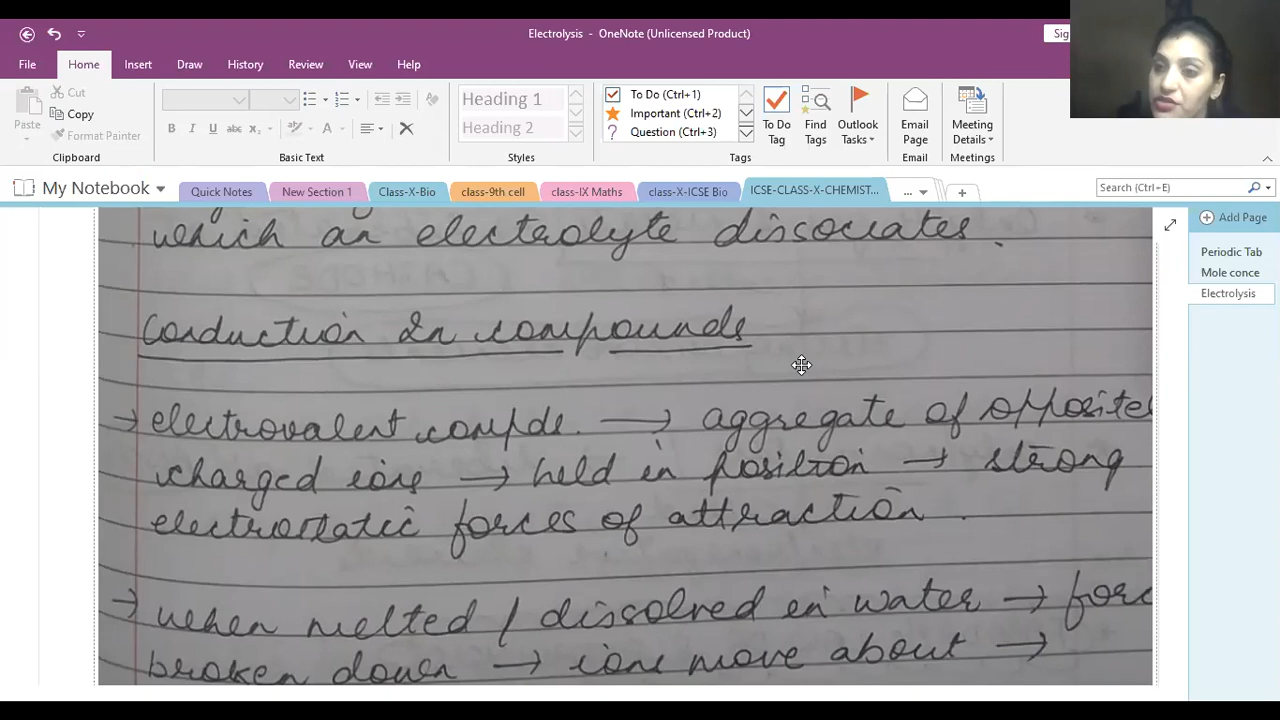 Electrolysis - OneNote (Unlicensed Product)
Sig
File Home Insert Draw History Review View Help
Cut
Copy
Format Painter
Paste
Clipboard
B I U abc x₂ A
Basic Text
Heading 1
Heading 2
Styles
To Do (Ctrl+1)
Important (Ctrl+2)
Question (Ctrl+3)
To Do Tag
Find Tags
Outlook Tasks
Tags
Email Page
Email
Meeting Details
Meetings
My Notebook
Quick Notes New Section 1 Class-X-Bio class-9th cell class-IX Maths class-X-ICSE Bio ICSE-CLASS-X-CHEMIST... ...
Search (Ctrl+E)
Add Page
Periodic Tab
Mole conce
Electrolysis
which an electrolyte dissociates.
Conduction In compounds
→ electrovalent compds. → aggregate of opposite
charged ions → held in position → strong
electrostatic forces of attraction.
→ when melted / dissolved in water → forc
broken down → ions move about →